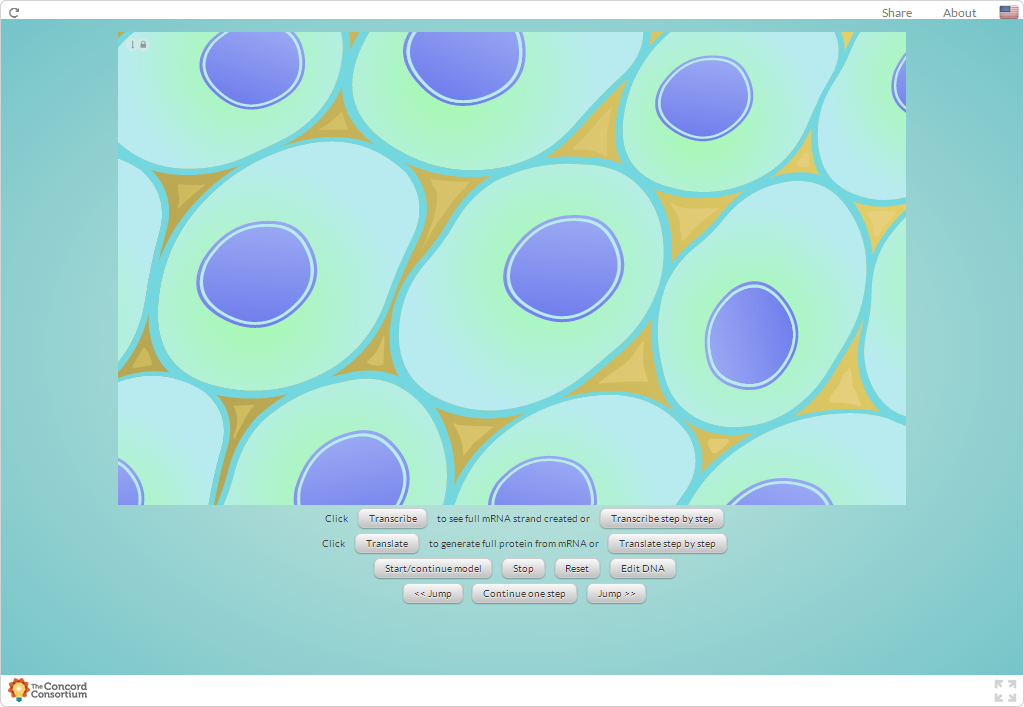 Share About
Click Transcribe to see full mRNA strand created or Transcribe step by step
Click Translate to generate full protein from mRNA or Translate step by step
Start/continue model Stop Reset Edit DNA
<< Jump Continue one step Jump >>
The Concord
Consortium